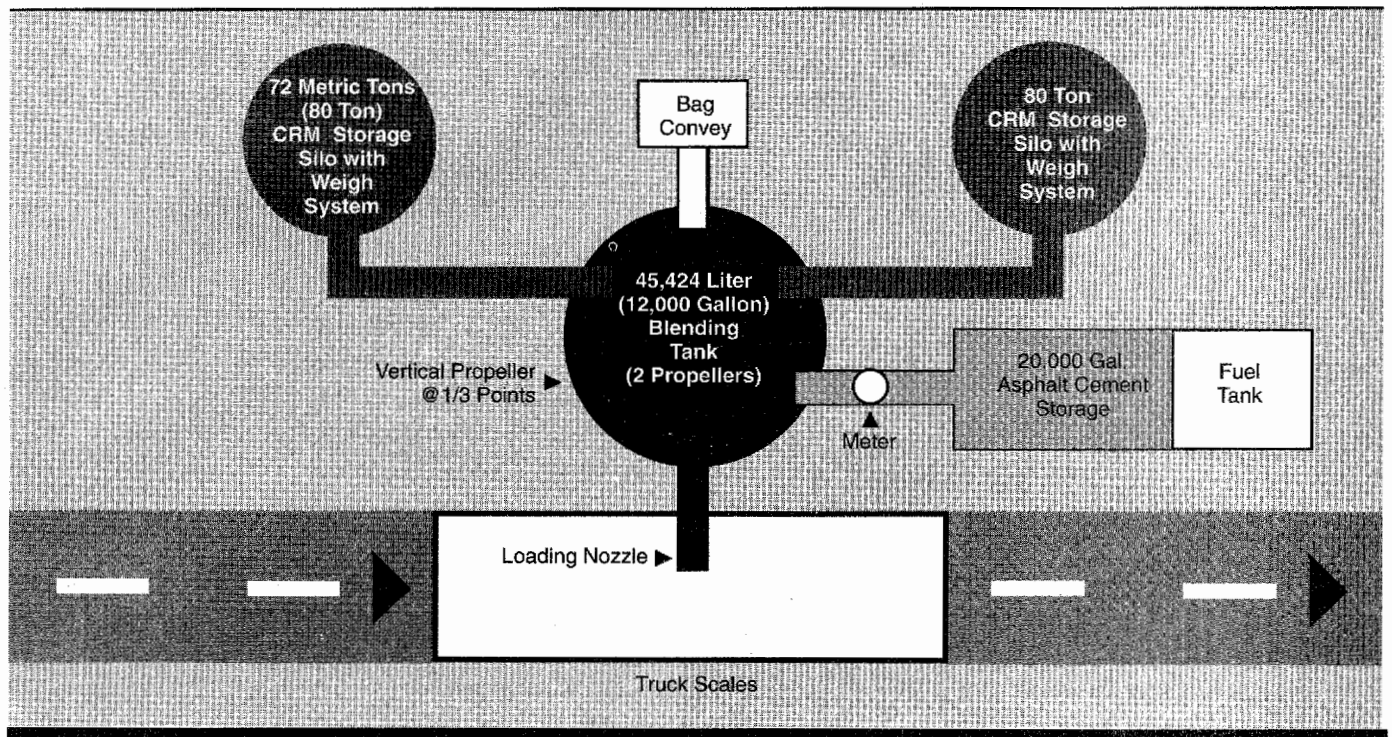 72 Metric Tons
(80 Ton)
CRM Storage
Silo with
Weigh
System
Bag
Convey
80 Ton
CRM Storage
Silo with
Weigh
System
45,424 Liter
(12,000 Gallon)
Blending
Tank
(2 Propellers)
Vertical Propeller
@1/3 Points
Meter
20,000 Gal.
Asphalt Cement
Storage
Fuel
Tank
Loading Nozzle
Truck Scales